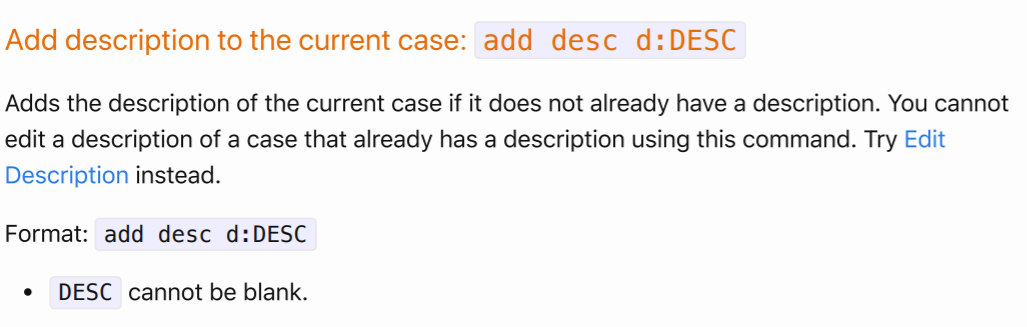 Add description to the current case: add desc d:DESC
Adds the description of the current case if it does not already have a description. You cannot
edit a description of a case that already has a description using this command. Try Edit
Description instead.
Format: add desc d:DESC
• DESC cannot be blank.